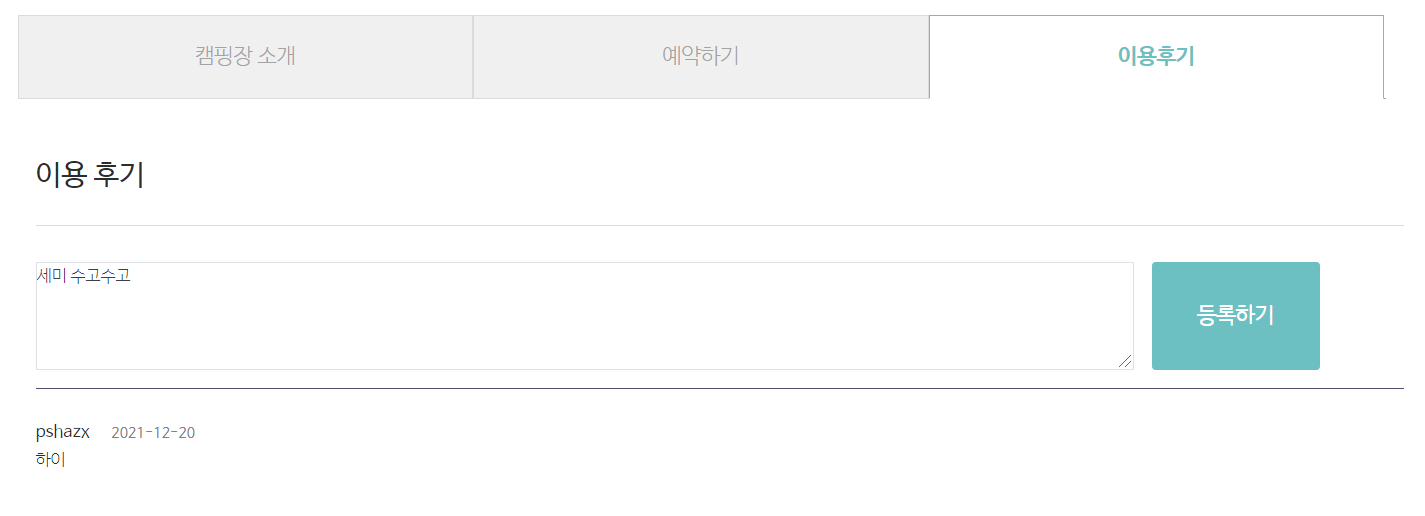 캠핑장 소개
예약하기
이용후기
이용 후기
세미 수고수고
등록하기
pshazx 2021-12-20
하이